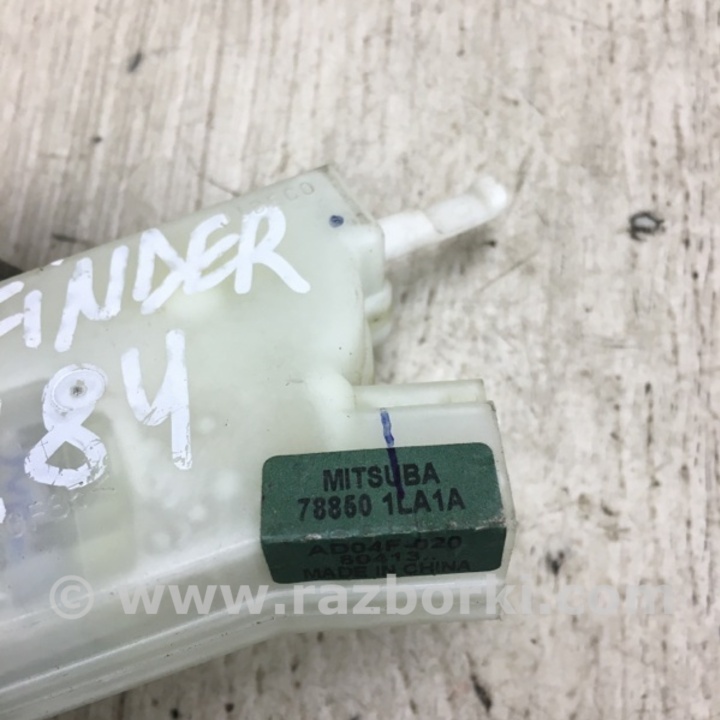 FINDER
84
MITSUBA
78850 1LA1A
AD04F-020
MADE IN CHINA
© www.razborki.com